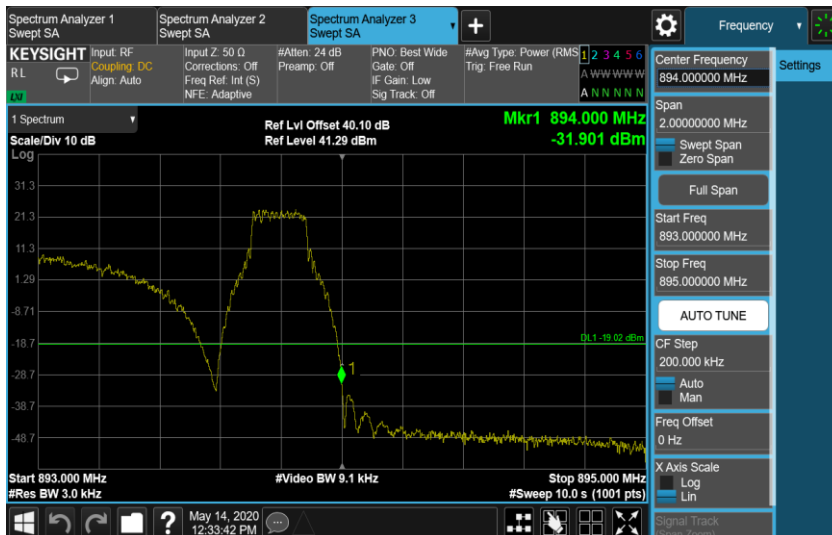 Spectrum Analyzer 1
Swept SA
Spectrum Analyzer 2
Swept SA
Spectrum Analyzer 3
Swept SA
Frequency
KEYSIGHT
R L
LXI
Input: RF
Coupling: DC
Align: Auto
Input Z: 50 Ω
Corrections: Off
Freq Ref: Int (S)
NFE: Adaptive
#Atten: 24 dB
Preamp: Off
PNO: Best Wide
Gate: Off
IF Gain: Low
Sig Track: Off
#Avg Type: Power (RMS
Trig: Free Run
1 2 3 4 5 6
A W W W W W
A N N N N N
1 Spectrum
Scale/Div 10 dB
Log
Ref Lvl Offset 40.10 dB
Ref Level 41.29 dBm
Mkr1 894.000 MHz
-31.901 dBm
31.3
21.3
11.3
1.29
-8.71
-18.7
-28.7
-38.7
-48.7
DL1 -19.02 dBm
1
Start 893.000 MHz
#Res BW 3.0 kHz
#Video BW 9.1 kHz
Stop 895.000 MHz
#Sweep 10.0 s (1001 pts)
May 14, 2020
12:33:42 PM
Center Frequency
894.000000 MHz
Settings
Span
2.00000000 MHz
Swept Span
Zero Span
Full Span
Start Freq
893.000000 MHz
Stop Freq
895.000000 MHz
AUTO TUNE
CF Step
200.000 kHz
Auto
Man
Freq Offset
0 Hz
X Axis Scale
Log
Lin
Signal Track
(Span Zoom)